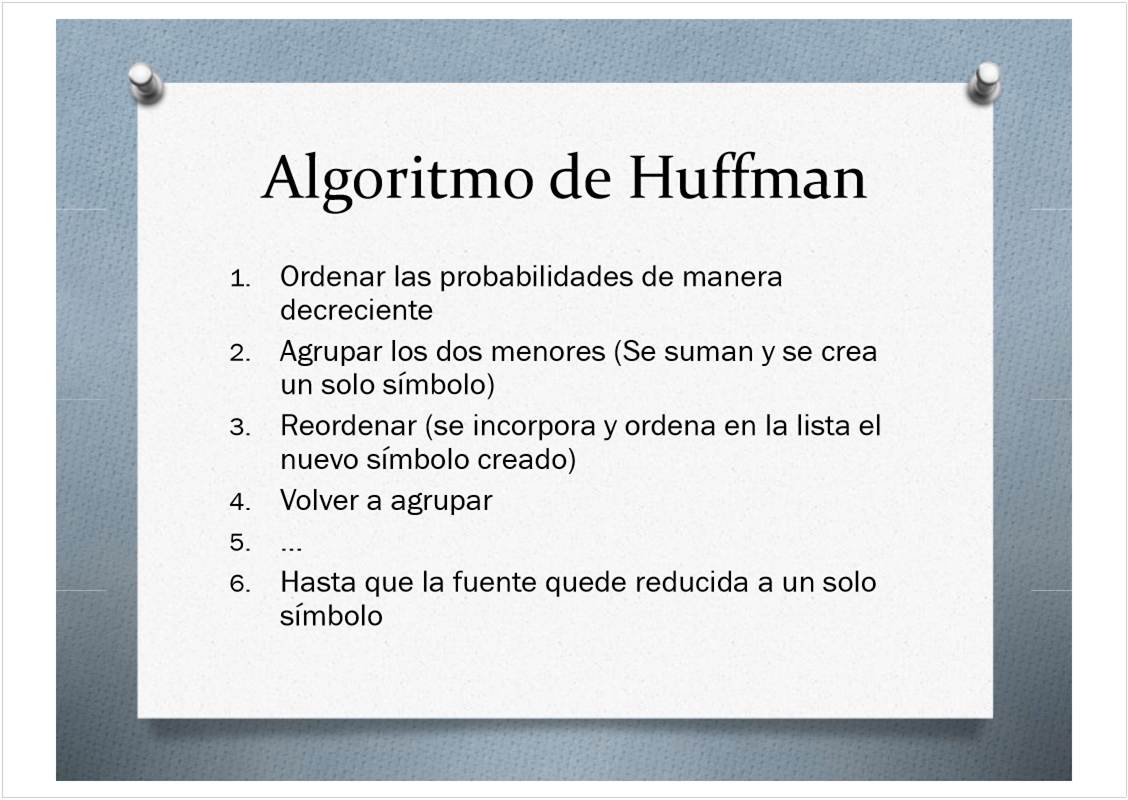 Algoritmo de Huffman
1. Ordenar las probabilidades de manera
decreciente
2. Agrupar los dos menores (Se suman y se crea
un solo símbolo)
3. Reordenar (se incorpora y ordena en la lista el
nuevo símbolo creado)
4. Volver a agrupar
5. ...
6. Hasta que la fuente quede reducida a un solo
símbolo